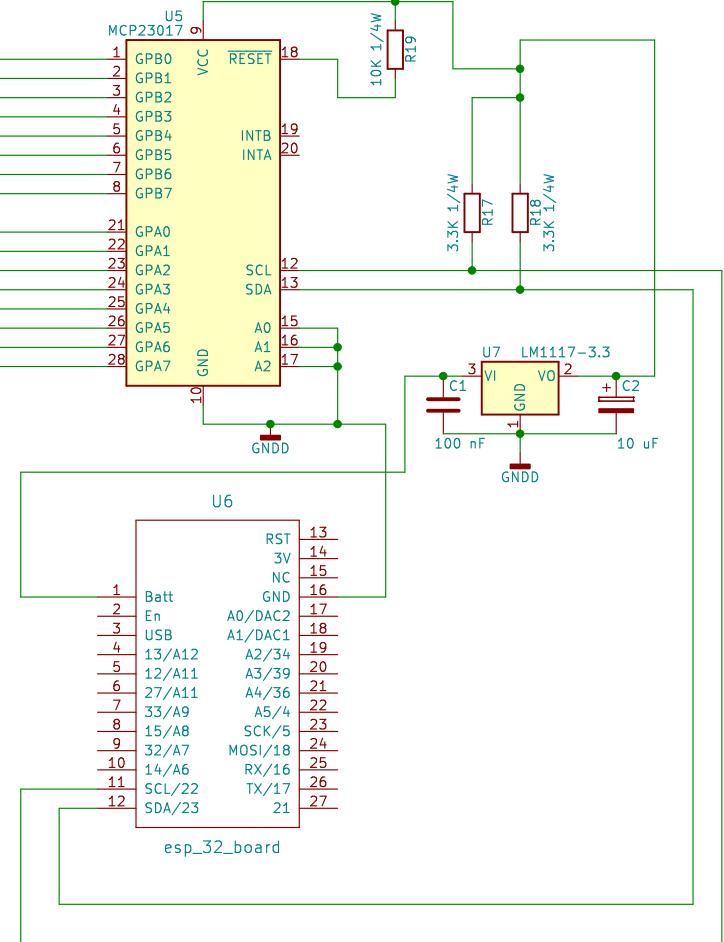 U5
MCP23017
9
VCC
1 GPB0
2 GPB1
3 GPB2
4 GPB3
5 GPB4
6 GPB5
7 GPB6
8 GPB7
21 GPA0
22 GPA1
23 GPA2
24 GPA3
25 GPA4
26 GPA5
27 GPA6
28 GPA7
RESET 18
INTB 19
INTA 20
SCL 12
SDA 13
A0 15
A1 16
A2 17
GND
10
10K 1/4W
R19
3.3K 1/4W
R17
R18
3.3K 1/4W
GNDD
U7 LM1117-3.3
3 VI VO 2
GND
1
C1
100 nF
+ C2
10 uF
GNDD
U6
1 Batt
2 En
3 USB
4 13/A12
5 12/A11
6 27/A11
7 33/A9
8 15/A8
9 32/A7
10 14/A6
11 SCL/22
12 SDA/23
RST 13
3V 14
NC 15
GND 16
A0/DAC2 17
A1/DAC1 18
A2/34 19
A3/39 20
A4/36 21
A5/4 22
SCK/5 23
MOSI/18 24
RX/16 25
TX/17 26
21 27
esp_32_board